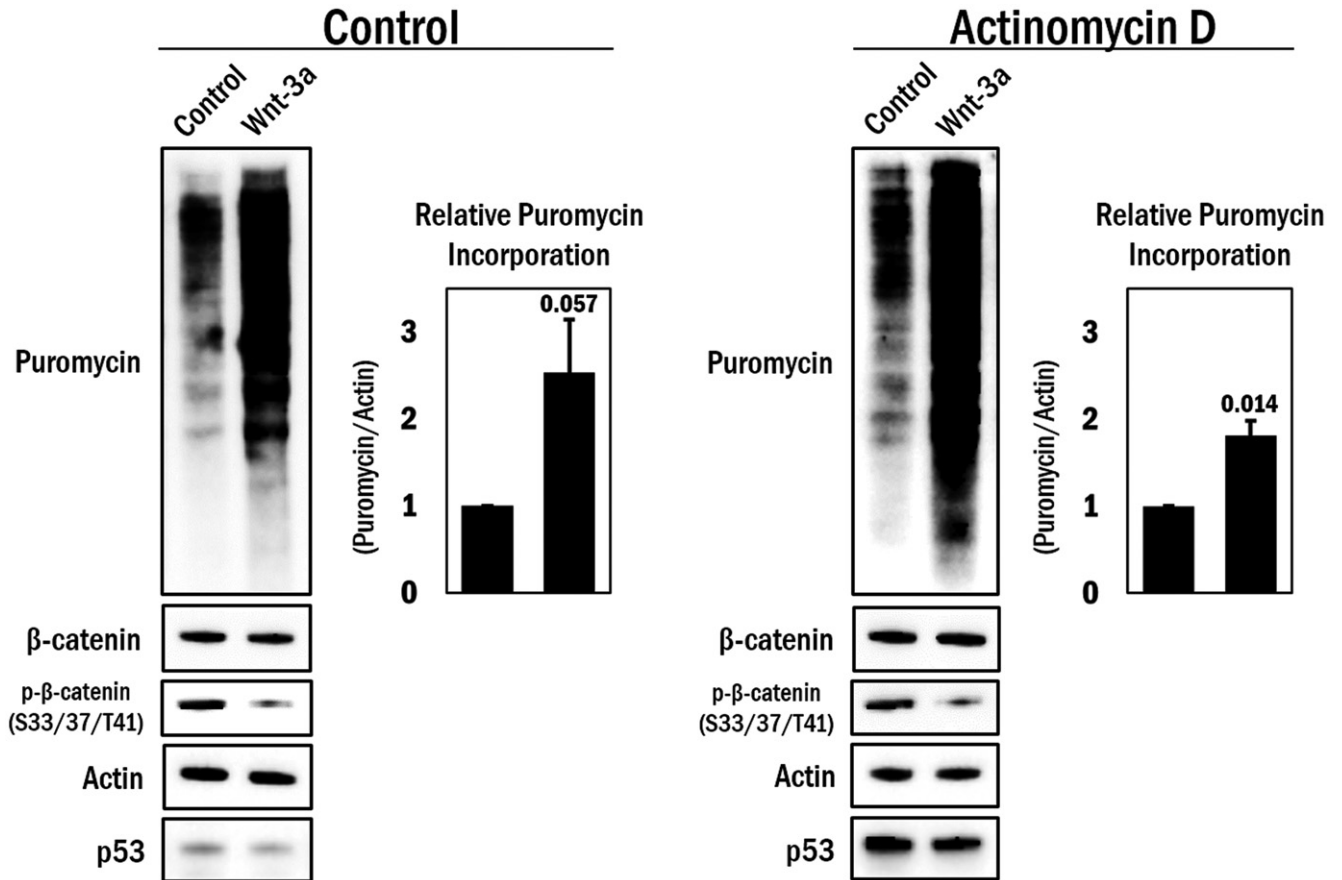 Control
Control
Wnt-3a
Puromycin
Relative Puromycin
Incorporation
(Puromycin/Actin)
3
2
1
0
0.057
β-catenin
p-β-catenin
(S33/37/T41)
Actin
p53
Actinomycin D
Control
Wnt-3a
Puromycin
Relative Puromycin
Incorporation
(Puromycin/Actin)
3
2
1
0
0.014
β-catenin
p-β-catenin
(S33/37/T41)
Actin
p53